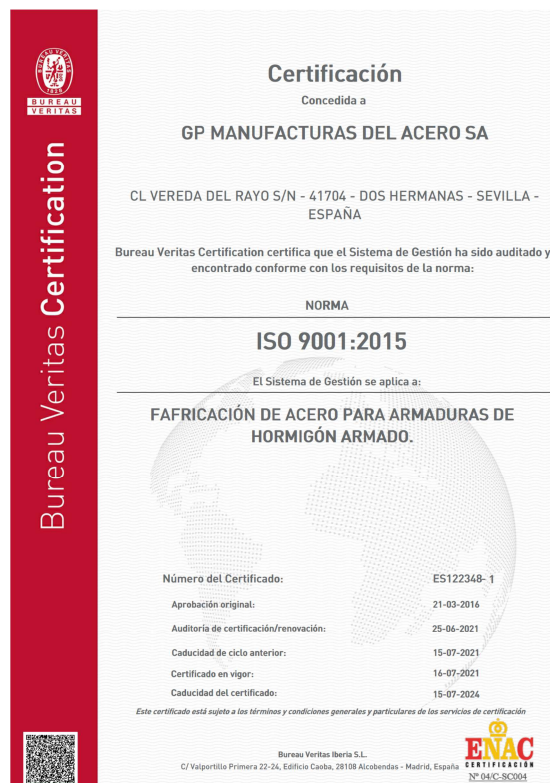 BUREAU VERITAS
1828
BUREAU
VERITAS
Bureau Veritas Certification
Certificación
Concedida a
GP MANUFACTURAS DEL ACERO SA
CL VEREDA DEL RAYO S/N - 41704 - DOS HERMANAS - SEVILLA -
ESPAÑA
Bureau Veritas Certification certifica que el Sistema de Gestión ha sido auditado y
encontrado conforme con los requisitos de la norma:
NORMA
ISO 9001:2015
El Sistema de Gestión se aplica a:
FAFRICACIÓN DE ACERO PARA ARMADURAS DE
HORMIGÓN ARMADO.
Número del Certificado: ES122348- 1
Aprobación original: 21-03-2016
Auditoría de certificación/renovación: 25-06-2021
Caducidad de ciclo anterior: 15-07-2021
Certificado en vigor: 16-07-2021
Caducidad del certificado: 15-07-2024
Este certificado está sujeto a los términos y condiciones generales y particulares de los servicios de certificación
Bureau Veritas Iberia S.L.
C/ Valportillo Primera 22-24, Edificio Caoba, 28108 Alcobendas - Madrid, España
ENAC
CERTIFICACIÓN
Nº 04/C-SC004